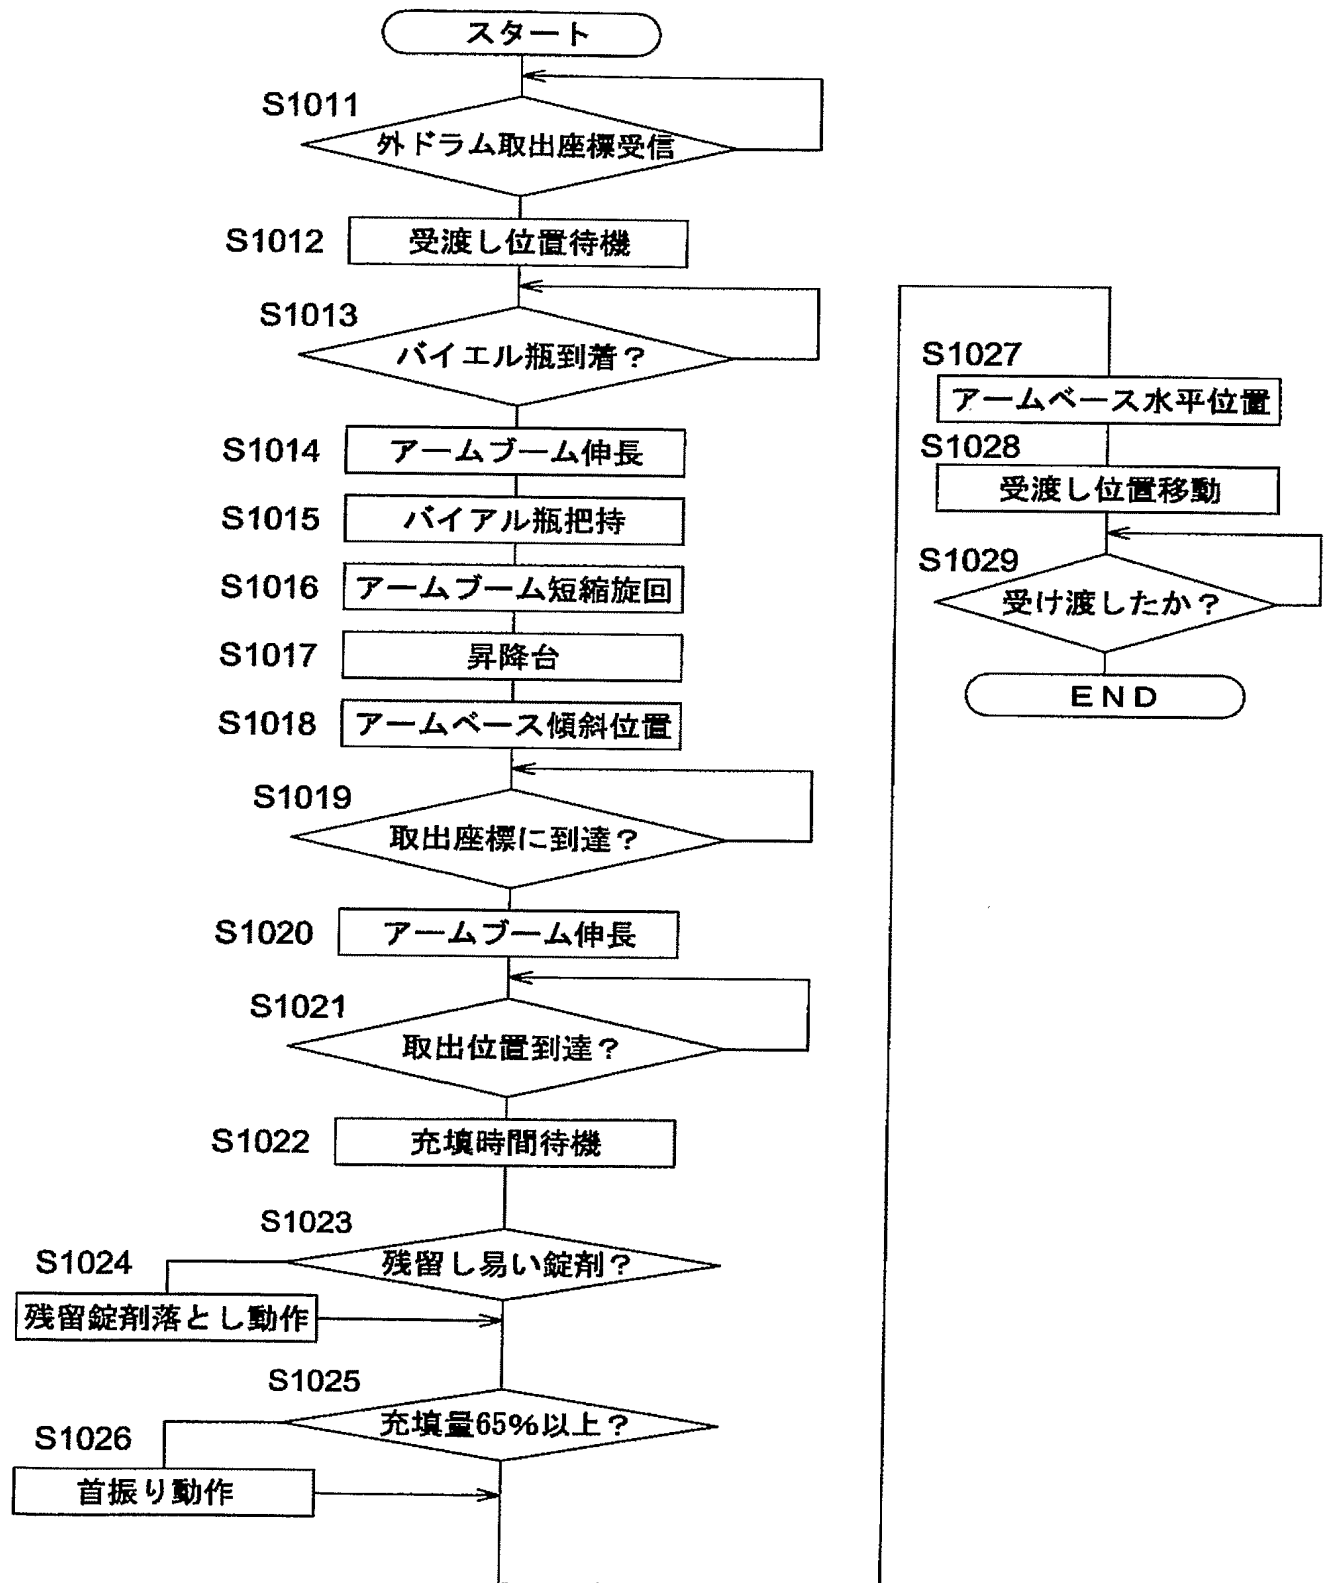 スタート
S1011
外ドラム取出座標受信
S1012
受渡し位置待機
S1013
バイエル瓶到着？
S1014
アームブーム伸長
S1015
バイアル瓶把持
S1016
アームブーム短縮旋回
S1017
昇降台
S1018
アームベース傾斜位置
S1019
取出座標に到達？
S1020
アームブーム伸長
S1021
取出位置到達？
S1022
充填時間待機
S1023
残留し易い錠剤？
S1024
残留錠剤落とし動作
S1025
充填量65%以上？
S1026
首振り動作
S1027
アームベース水平位置
S1028
受渡し位置移動
S1029
受け渡したか？
END